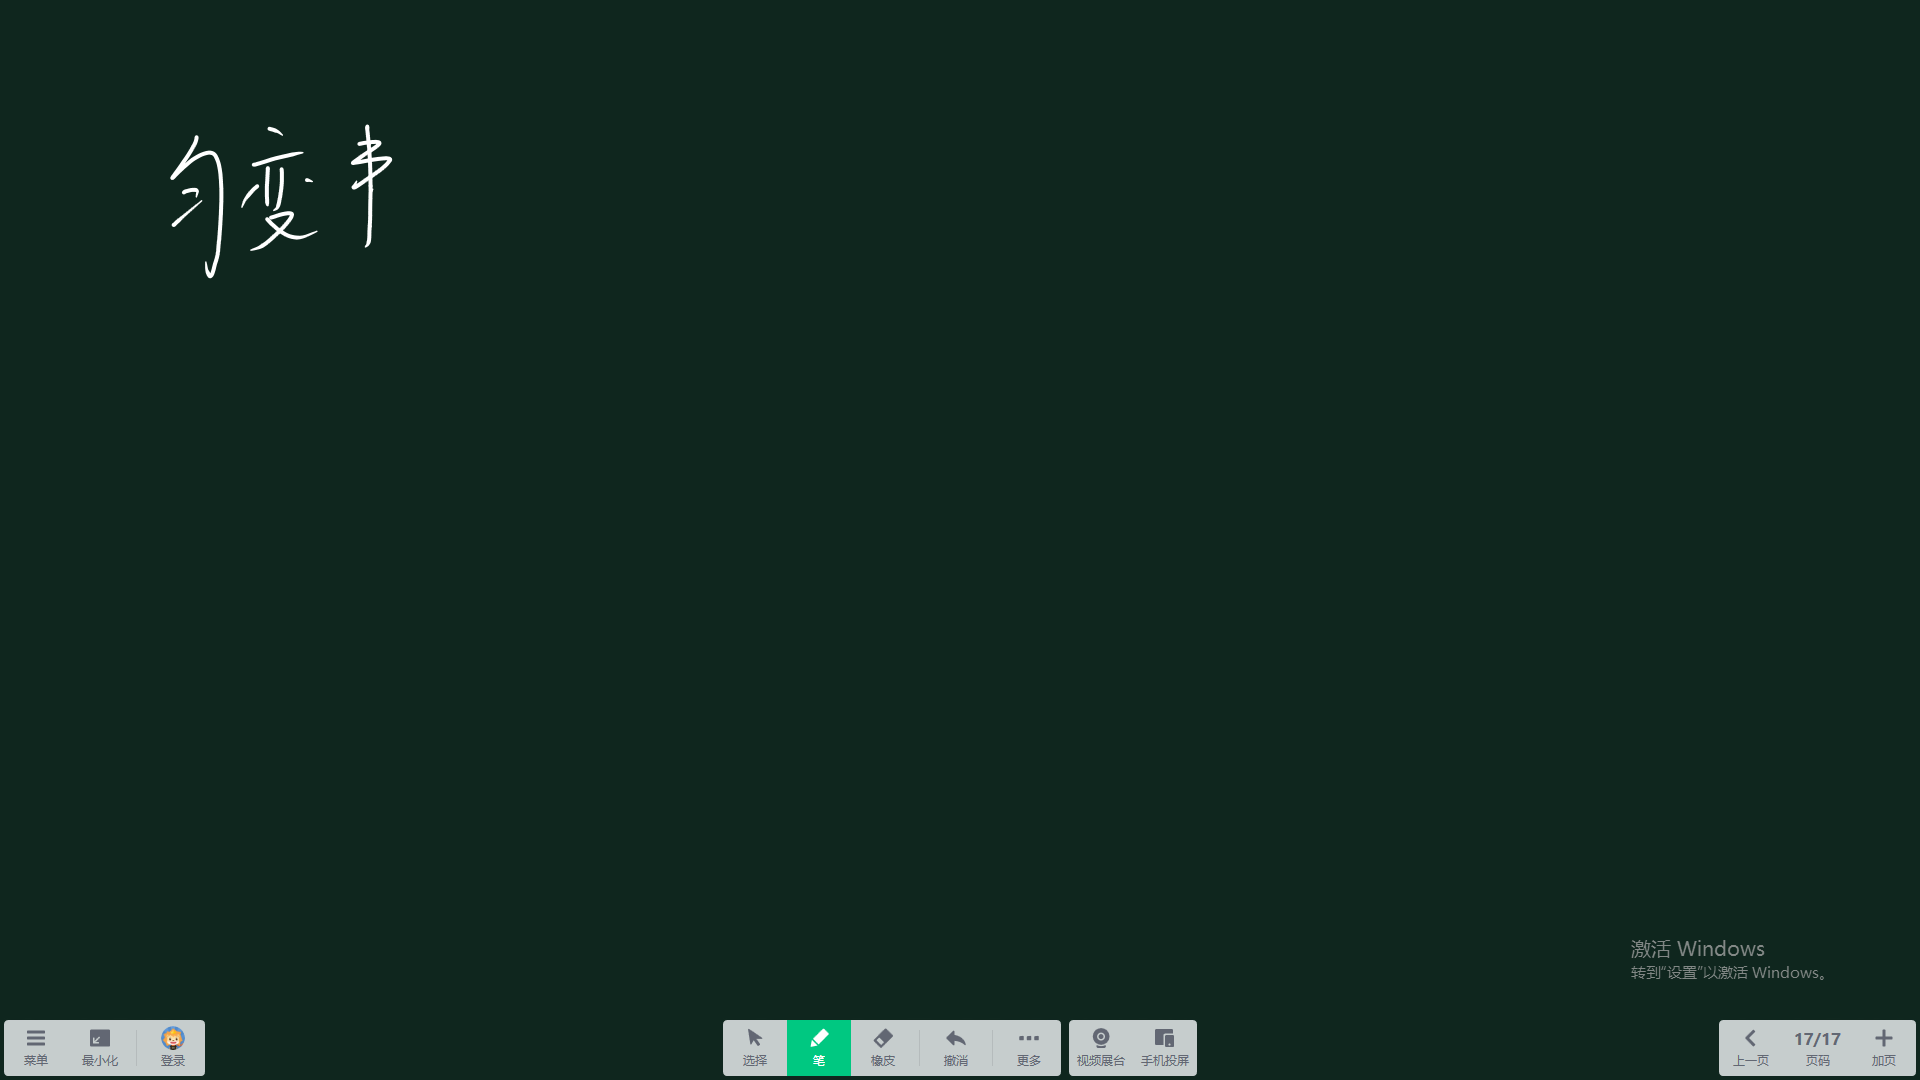 匀变
激活 Windows
转到“设置”以激活 Windows。
菜单 最小化 登录 选择 笔 橡皮 撤消 更多 视频展台 手机投屏 上一页 17/17 页码 加页